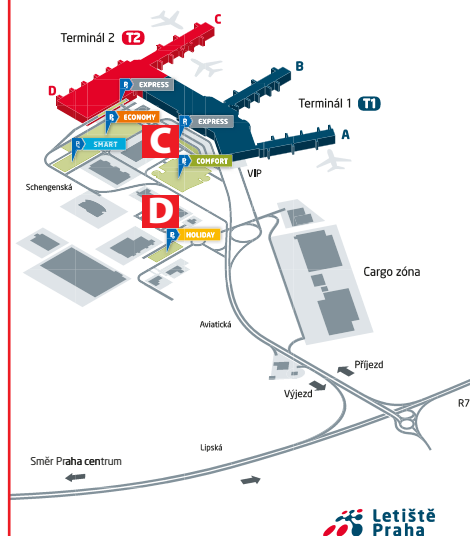 C
Terminál 2 T2
B
D
EXPRESS
Terminál 1 T1
ECONOMY
EXPRESS
A
C
SMART
COMFORT
VIP
Schengenská
D
HOLIDAY
Cargo zóna
Aviatická
Příjezd
Výjezd
R7
Lipská
Směr Praha centrum
Letiště
Praha